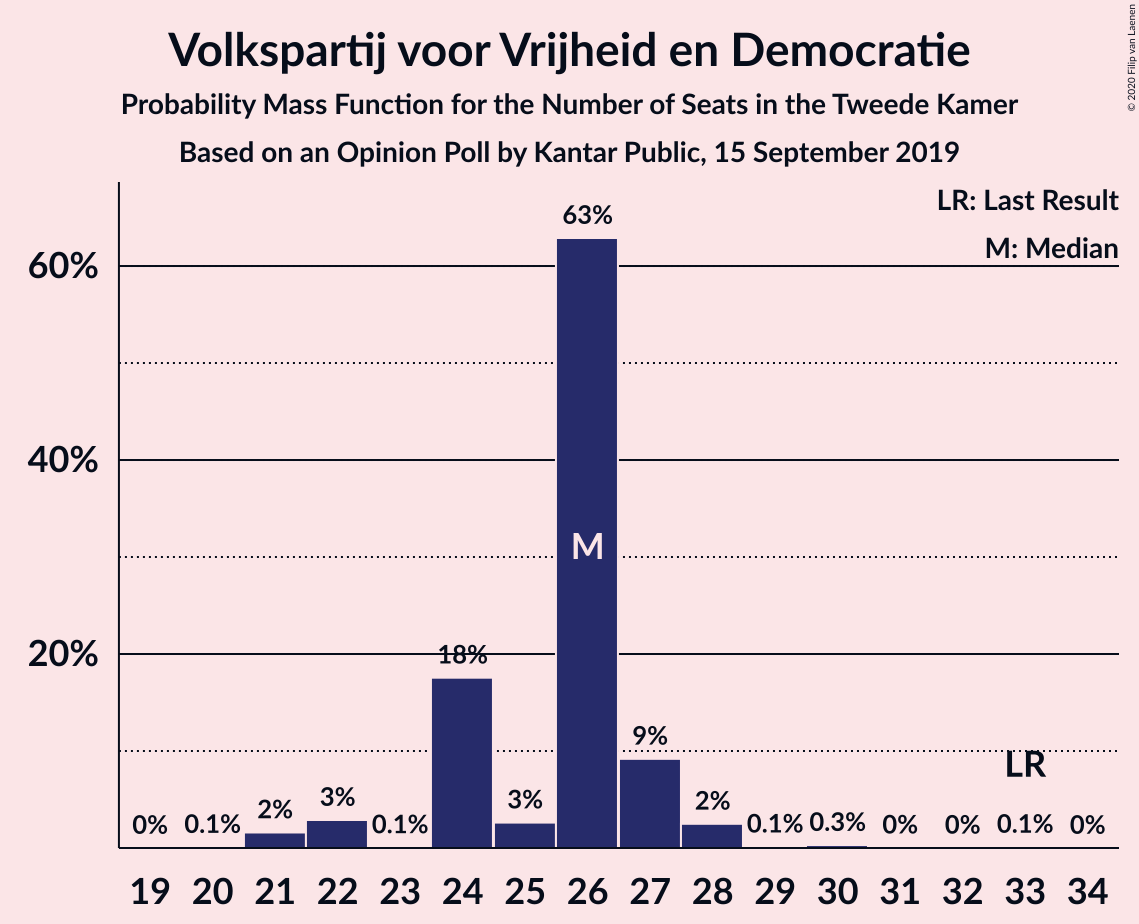 Volkspartij voor Vrijheid en Democratie
Probability Mass Function for the Number of Seats in the Tweede Kamer
Based on an Opinion Poll by Kantar Public, 15 September 2019
© 2020 Filip van Laenen
LR: Last Result
M: Median
60%
40%
20%
0% 0.1% 2% 3% 0.1% 18% 3% 63% 9% 2% 0.1% 0.3% 0% 0% 0.1% 0%
M
LR
19 20 21 22 23 24 25 26 27 28 29 30 31 32 33 34